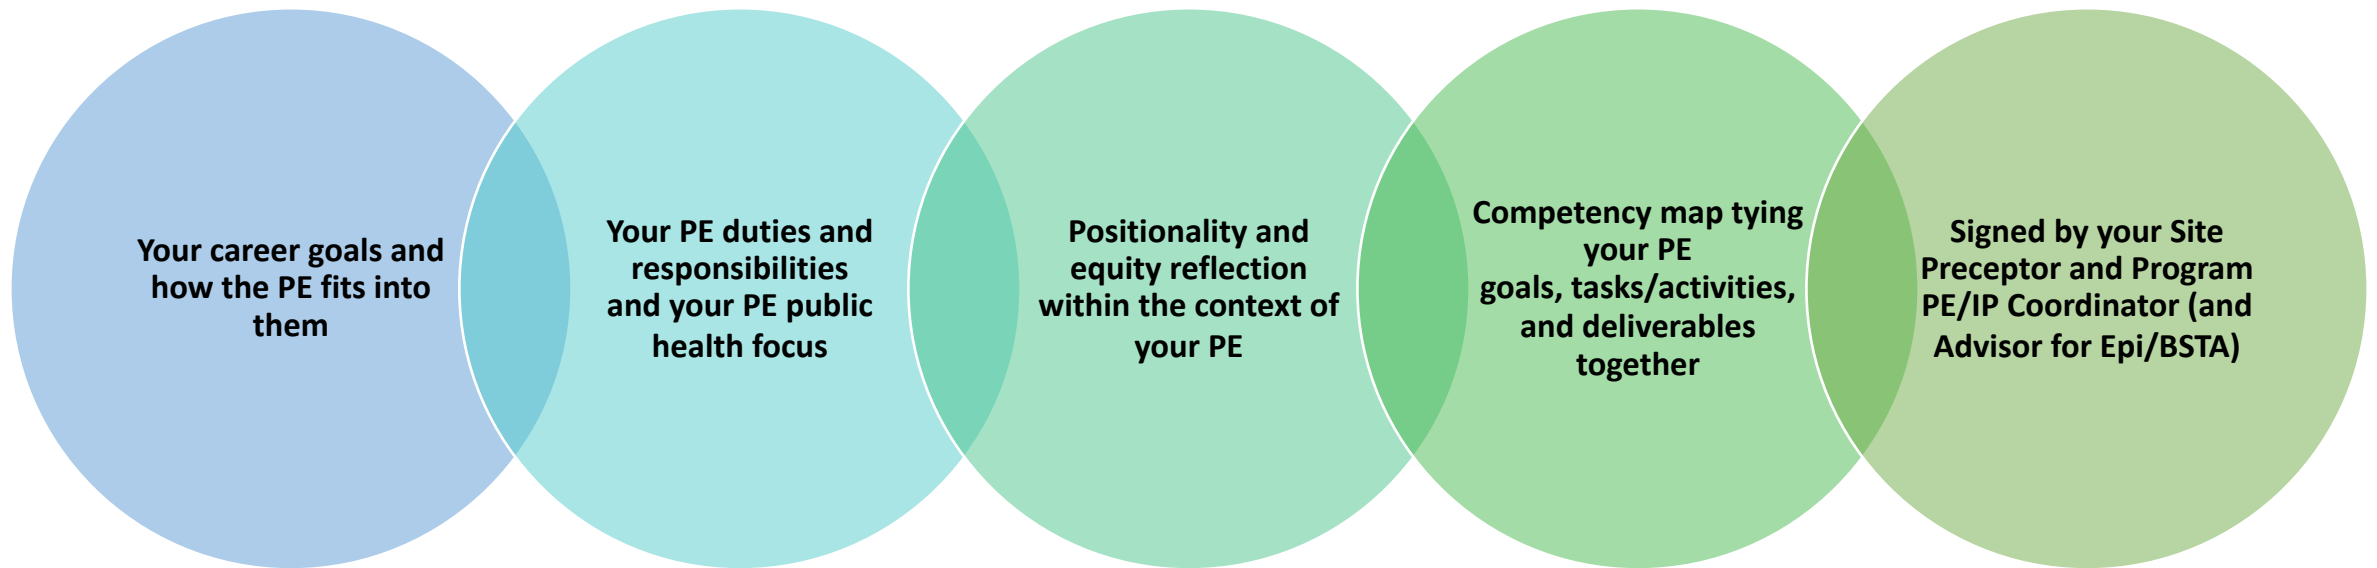 Your career goals and
how the PE fits into
them
Your PE duties and
responsibilities
and your PE public
health focus
Positionality and
equity reflection
within the context of
your PE
Competency map tying
your PE
goals, tasks/activities,
and deliverables
together
Signed by your Site
Preceptor and Program
PE/IP Coordinator (and
Advisor for Epi/BSTA)